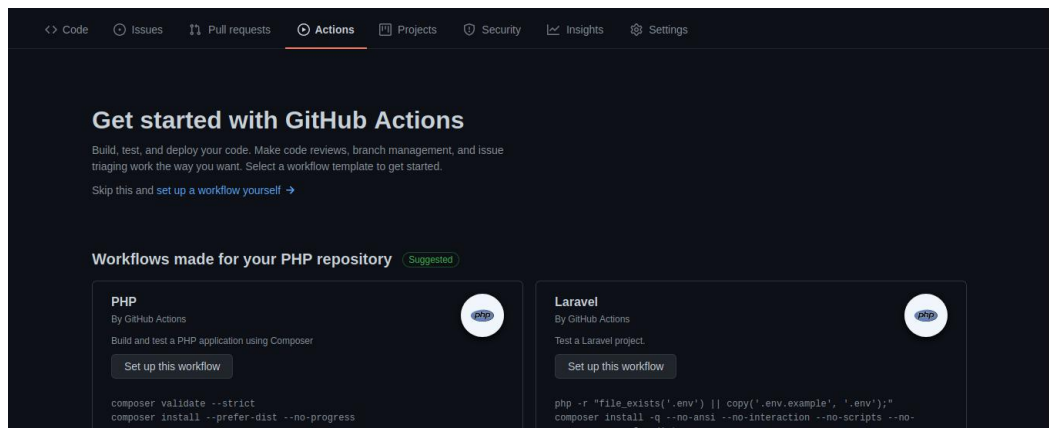 <> Code Issues Pull requests Actions Projects Security Insights Settings
Get started with GitHub Actions
Build, test, and deploy your code. Make code reviews, branch management, and issue
triaging work the way you want. Select a workflow template to get started.
Skip this and set up a workflow yourself →
Workflows made for your PHP repository Suggested
PHP
By GitHub Actions
Build and test a PHP application using Composer
Set up this workflow
composer validate --strict
composer install --prefer-dist --no-progress
php
Laravel
By GitHub Actions
Test a Laravel project.
Set up this workflow
php -r "file_exists('.env') || copy('.env.example', '.env');"
composer install -q --no-ansi --no-interaction --no-scripts --no-
php